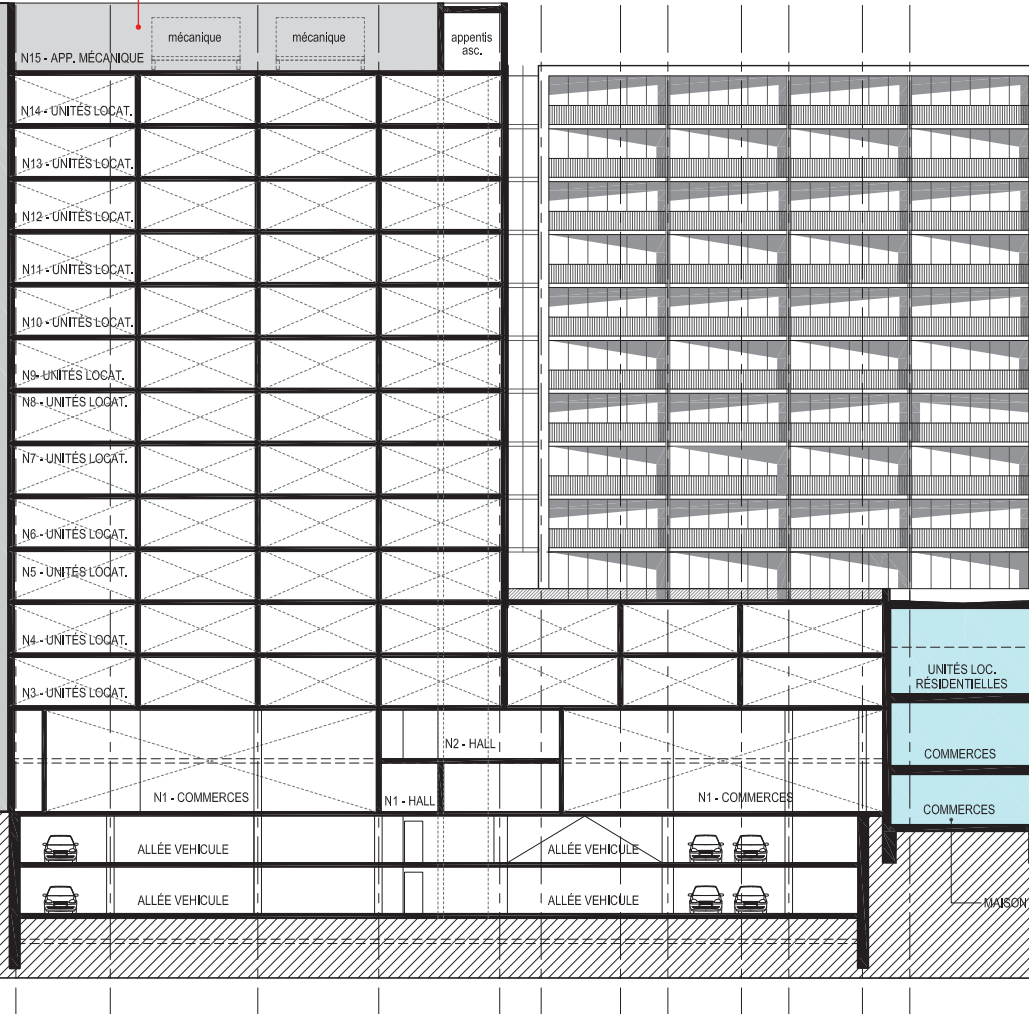 mécanique
mécanique
appentis
asc.
N15 - APP. MÉCANIQUE
N14 - UNITÉS LOCAT.
N13 - UNITÉS LOCAT.
N12 - UNITÉS LOCAT.
N11 - UNITÉS LOCAT.
N10 - UNITÉS LOCAT.
N9- UNITÉS LOCAT.
N8 - UNITÉS LOCAT.
N7 - UNITÉS LOCAT.
N6 - UNITÉS LOCAT.
N5 - UNITÉS LOCAT.
N4 - UNITÉS LOCAT.
N3 - UNITÉS LOCAT.
UNITÉS LOC.
RÉSIDENTIELLES
N2 - HALL
COMMERCES
N1 - COMMERCES
N1 - HALL
N1 - COMMERCES
COMMERCES
ALLÉE VEHICULE
ALLÉE VEHICULE
ALLÉE VEHICULE
ALLÉE VEHICULE
MAISON